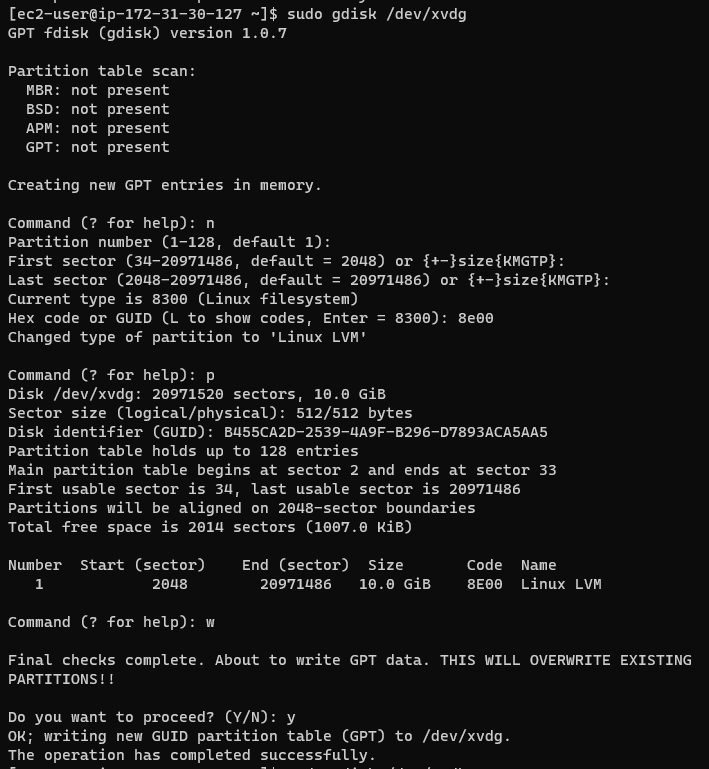 [ec2-user@ip-172-31-30-127 ~]$ sudo gdisk /dev/xvdg
GPT fdisk (gdisk) version 1.0.7
Partition table scan:
MBR: not present
BSD: not present
APM: not present
GPT: not present
Creating new GPT entries in memory.
Command (? for help): n
Partition number (1-128, default 1):
First sector (34-20971486, default = 2048) or {+-}size{KMGTP}:
Last sector (2048-20971486, default = 20971486) or {+-}size{KMGTP}:
Current type is 8300 (Linux filesystem)
Hex code or GUID (L to show codes, Enter = 8300): 8e00
Changed type of partition to 'Linux LVM'
Command (? for help): p
Disk /dev/xvdg: 20971520 sectors, 10.0 GiB
Sector size (logical/physical): 512/512 bytes
Disk identifier (GUID): B455CA2D-2539-4A9F-B296-D7893ACA5AA5
Partition table holds up to 128 entries
Main partition table begins at sector 2 and ends at sector 33
First usable sector is 34, last usable sector is 20971486
Partitions will be aligned on 2048-sector boundaries
Total free space is 2014 sectors (1007.0 KiB)
Number  Start (sector)    End (sector)  Size       Code  Name
   1            2048        20971486   10.0 GiB    8E00  Linux LVM
Command (? for help): w
Final checks complete. About to write GPT data. THIS WILL OVERWRITE EXISTING
PARTITIONS!!
Do you want to proceed? (Y/N): y
OK; writing new GUID partition table (GPT) to /dev/xvdg.
The operation has completed successfully.